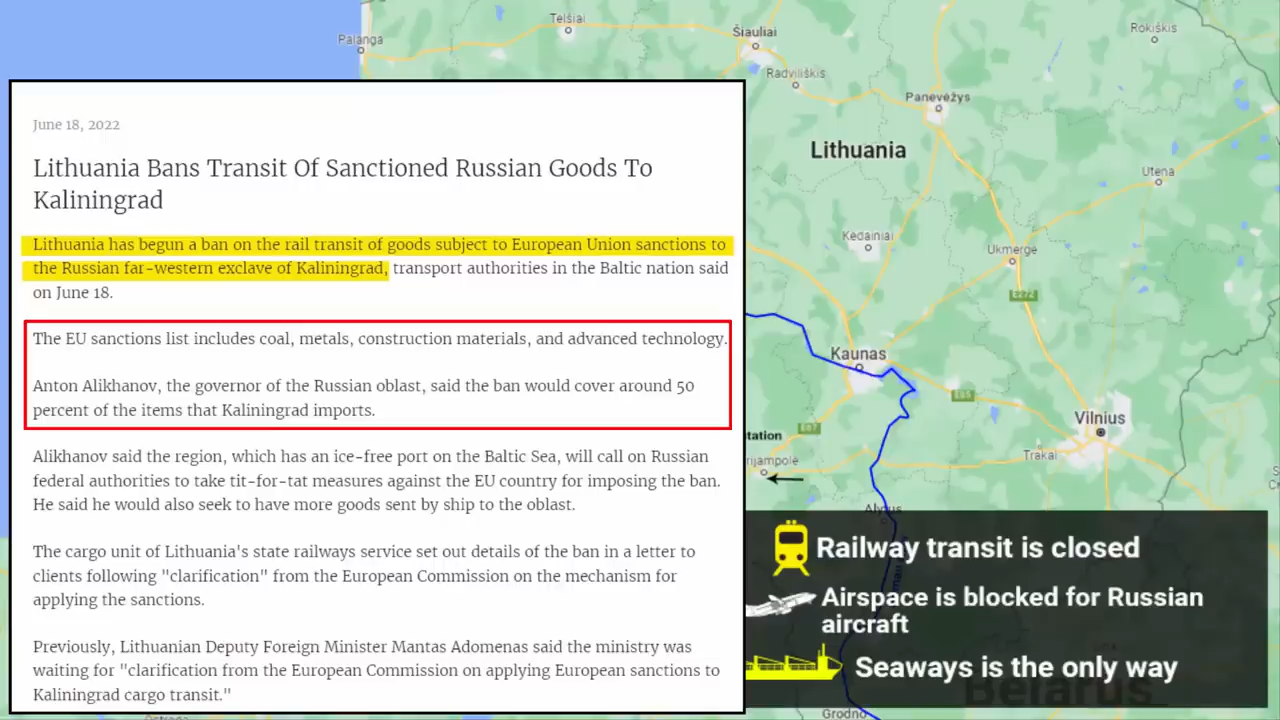 Telšiai
Šiauliai
Rokiškis
Palanga
Radviliškis
Panevėžys
Lithuania
Utena
Kėdainiai
Ukmergė
E272
Kaunas
E85
E67
Vilnius
Trakai
tation
rijampolė
Alytus
June 18, 2022
Lithuania Bans Transit Of Sanctioned Russian Goods To
Kaliningrad
Lithuania has begun a ban on the rail transit of goods subject to European Union sanctions to
the Russian far-western exclave of Kaliningrad, transport authorities in the Baltic nation said
on June 18.
The EU sanctions list includes coal, metals, construction materials, and advanced technology.
Anton Alikhanov, the governor of the Russian oblast, said the ban would cover around 50
percent of the items that Kaliningrad imports.
Alikhanov said the region, which has an ice-free port on the Baltic Sea, will call on Russian
federal authorities to take tit-for-tat measures against the EU country for imposing the ban.
He said he would also seek to have more goods sent by ship to the oblast.
The cargo unit of Lithuania's state railways service set out details of the ban in a letter to
clients following "clarification" from the European Commission on the mechanism for
applying the sanctions.
Previously, Lithuanian Deputy Foreign Minister Mantas Adomenas said the ministry was
waiting for "clarification from the European Commission on applying European sanctions to
Kaliningrad cargo transit."
Railway transit is closed
Airspace is blocked for Russian
aircraft
Seaways is the only way
Belarus
Grodno